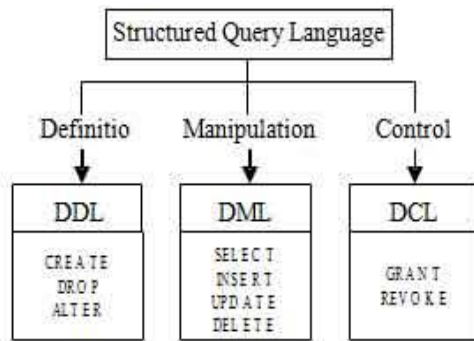 Structured Query Language
Definitio Manipulation Control
DDL DML DCL
CREATE
DROP
ALTER
SELECT
INSERT
UPDATE
DELETE
GRANT
REVOKE